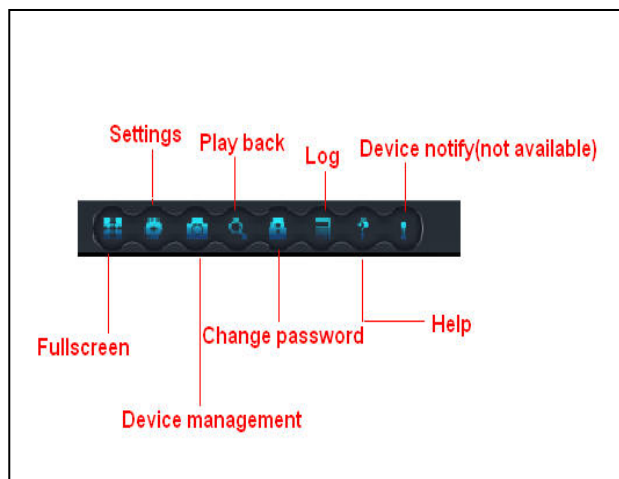 Settings
Play back
Log
Device notify(not available)
Fullscreen
Change password
Help
Device management